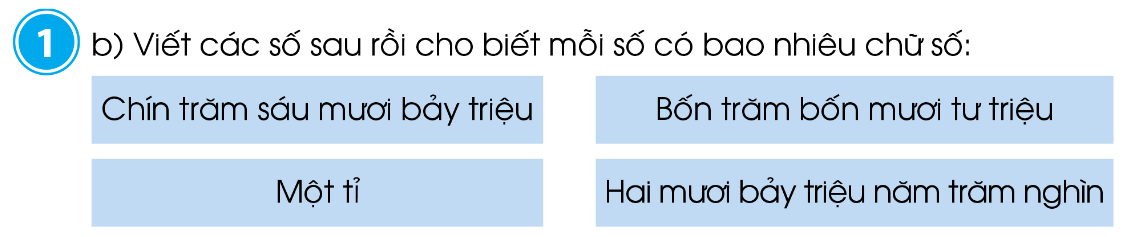 1 b) Viết các số sau rồi cho biết mỗi số có bao nhiêu chữ số:
Chín trăm sáu mươi bảy triệu
Bốn trăm bốn mươi tư triệu
Một tỉ
Hai mươi bảy triệu năm trăm nghìn